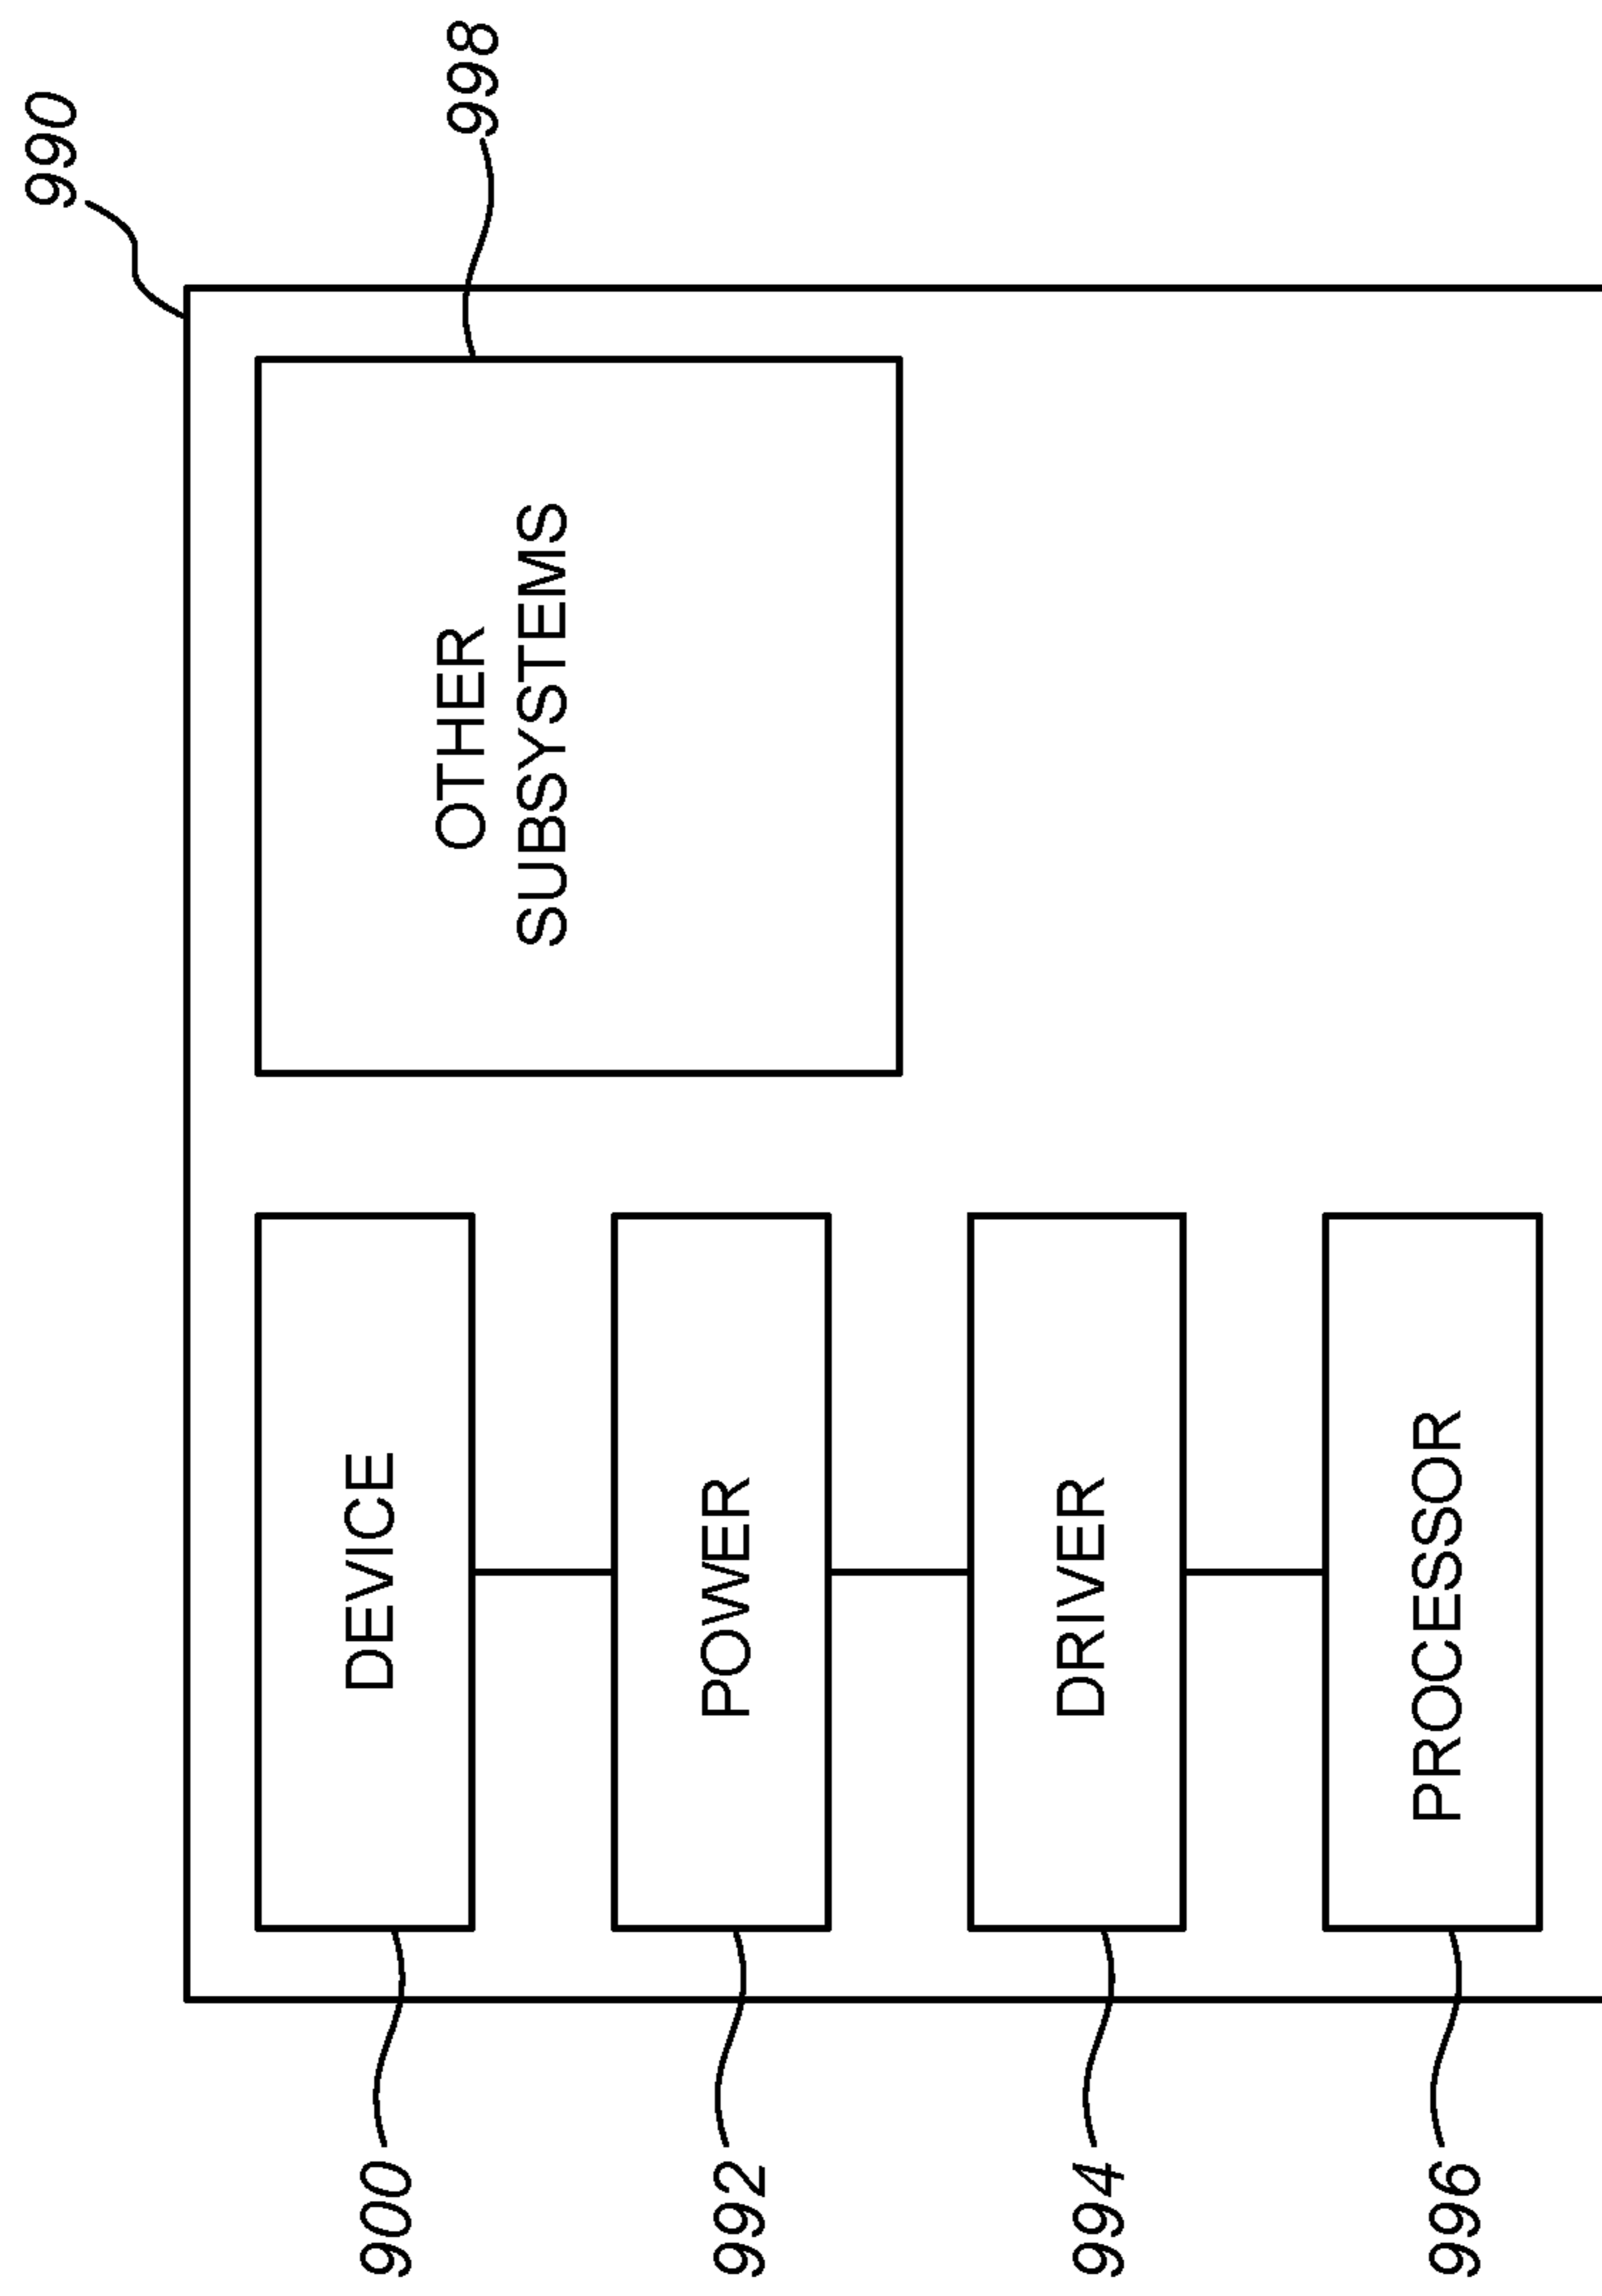 990
998
OTHER
SUBSYSTEMS
900
DEVICE
992
POWER
994
DRIVER
996
PROCESSOR